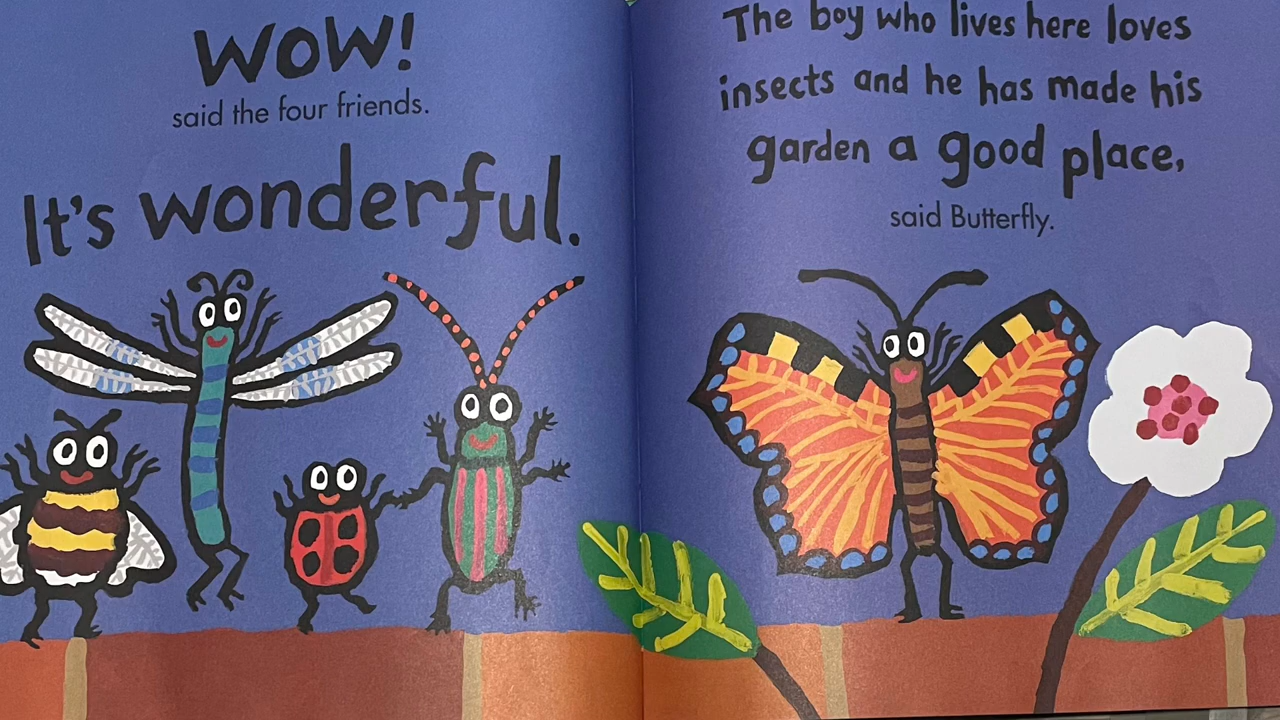 WOW!
said the four friends.
It's wonderful.
The boy who lives here loves
insects and he has made his
garden a good place,
said Butterfly.